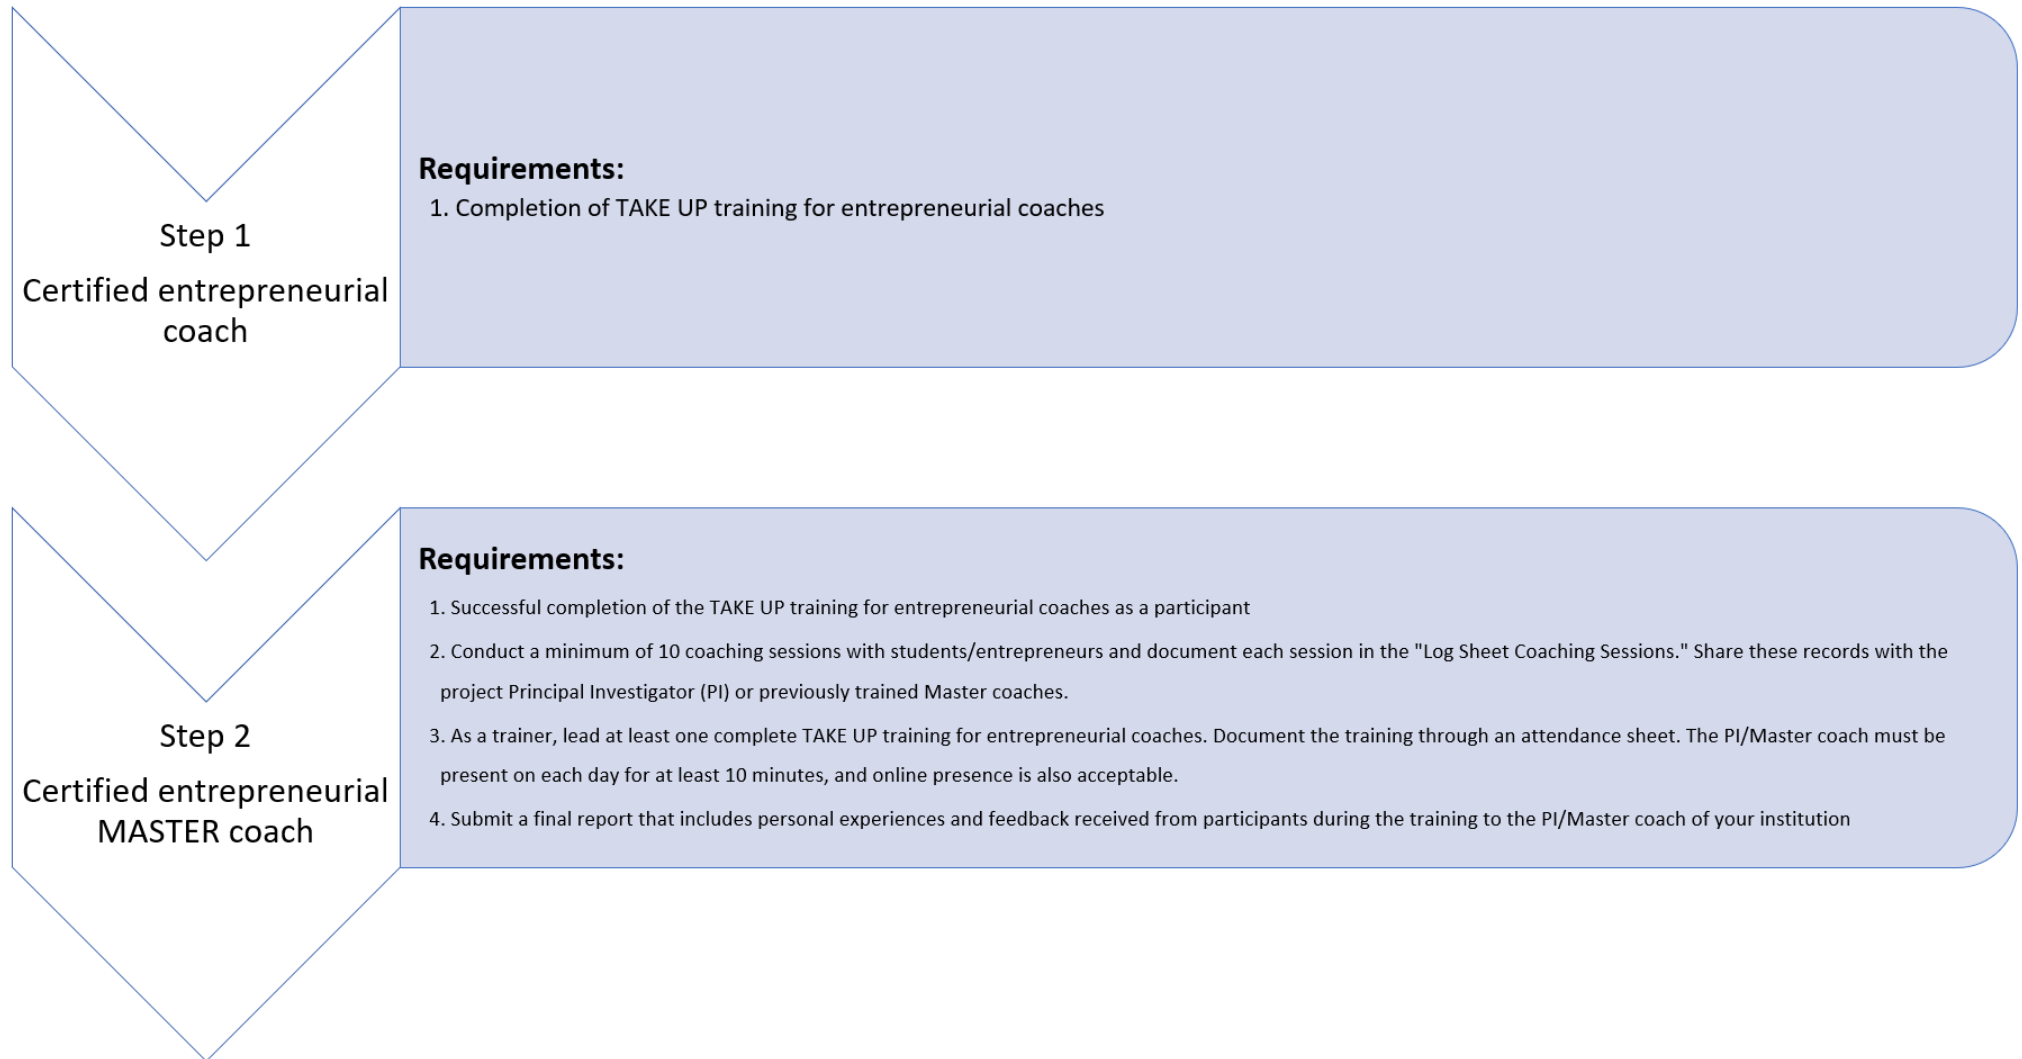 Requirements:
1. Completion of TAKE UP training for entrepreneurial coaches
Step 1
Certified entrepreneurial
coach
Requirements:
1. Successful completion of the TAKE UP training for entrepreneurial coaches as a participant
2. Conduct a minimum of 10 coaching sessions with students/entrepreneurs and document each session in the "Log Sheet Coaching Sessions." Share these records with the
project Principal Investigator (PI) or previously trained Master coaches.
3. As a trainer, lead at least one complete TAKE UP training for entrepreneurial coaches. Document the training through an attendance sheet. The PI/Master coach must be
present on each day for at least 10 minutes, and online presence is also acceptable.
4. Submit a final report that includes personal experiences and feedback received from participants during the training to the PI/Master coach of your institution
Step 2
Certified entrepreneurial
MASTER coach